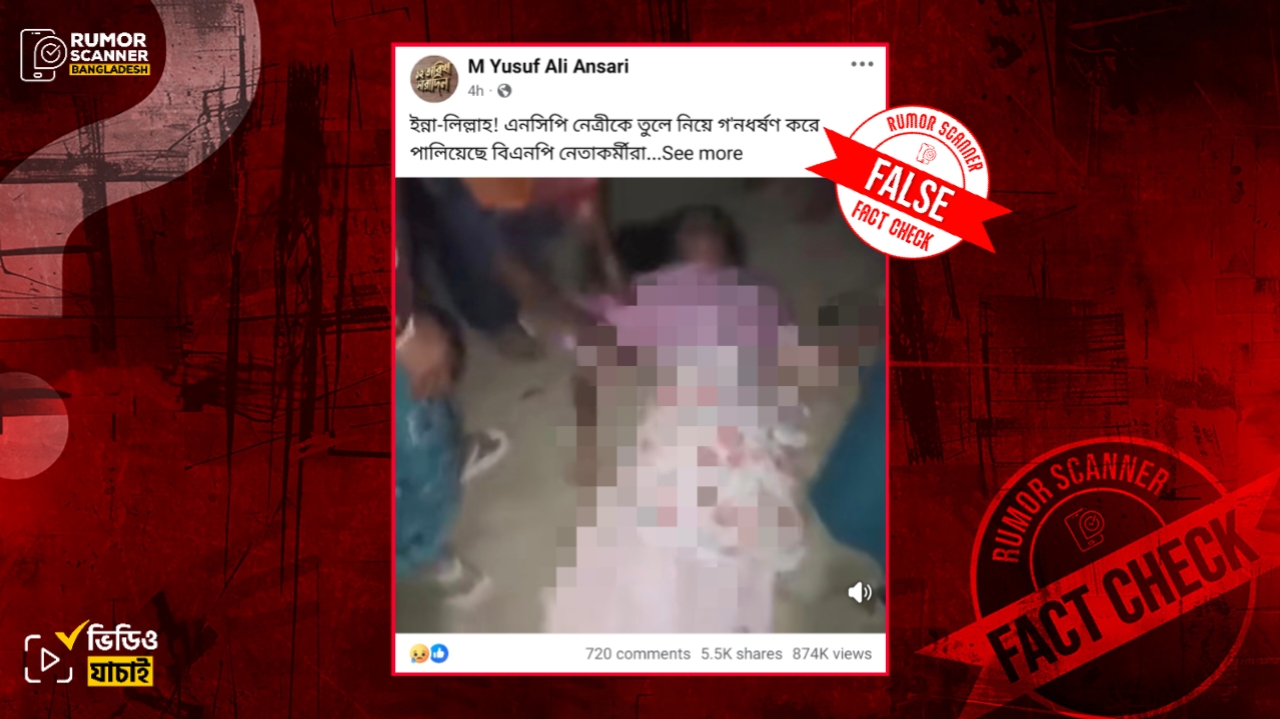 RUMOR
SCANNER
BANGLADESH
M Yusuf Ali Ansari
4h
ইন্না-লিল্লাহ! এনসিপি নেত্রীকে তুলে নিয়ে গ'নধর্ষণ করে
পালিয়েছে বিএনপি নেতাকর্মীরা...See more
RUMOR SCANNER
FALSE
FACT CHECK
720 comments 5.5K shares 874K views
RUMOR SCANNER
FACT CHECK
ভিডিও
যাচাই